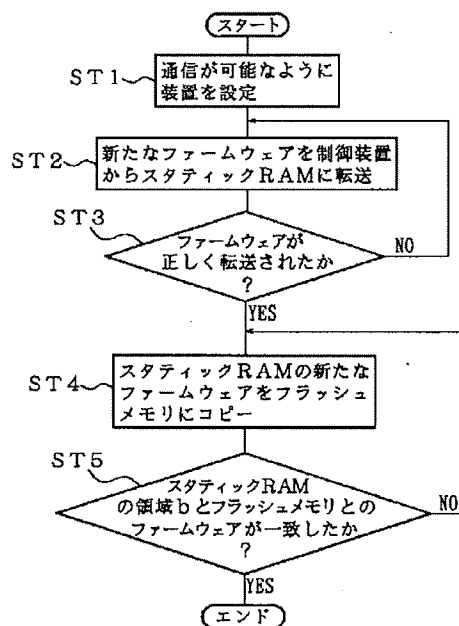 スタート
ST1
通信が可能なように
装置を設定
ST2
新たなファームウェアを制御装置
からスタティックRAMに転送
ST3
ファームウェアが
正しく転送されたか
?
NO
YES
ST4
スタティックRAMの新たな
ファームウェアをフラッシュ
メモリにコピー
ST5
スタティックRAM
の領域bとフラッシュメモリとの
ファームウェアが一致したか
?
NO
YES
エンド